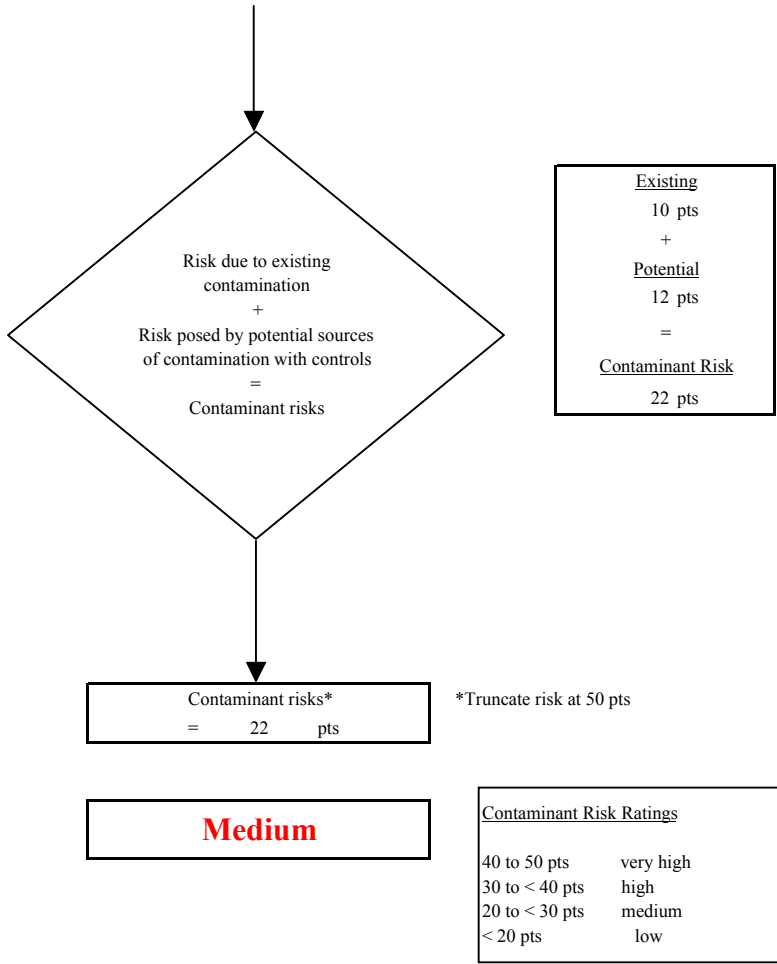 Risk due to existing
contamination
+
Risk posed by potential sources
of contamination with controls
=
Contaminant risks
Existing
10 pts
+
Potential
12 pts
=
Contaminant Risk
22 pts
Contaminant risks*
= 22 pts
*Truncate risk at 50 pts
Medium
Contaminant Risk Ratings
40 to 50 pts very high
30 to < 40 pts high
20 to < 30 pts medium
< 20 pts low